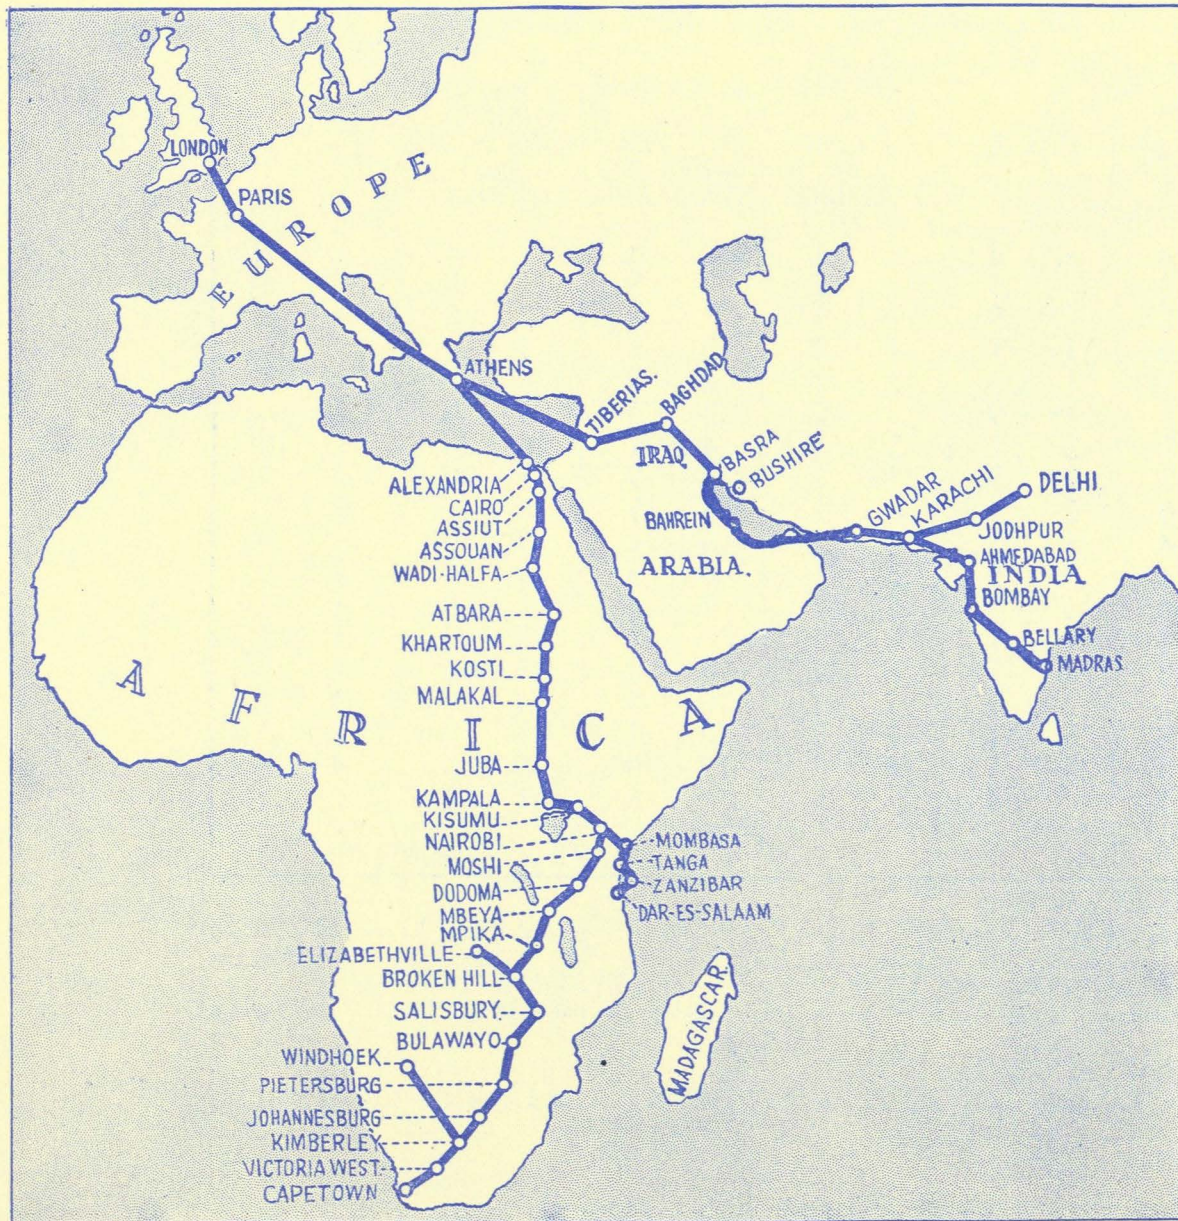 LONDON
PARIS
EUROPE
ATHENS
TIBERIAS.
BAGHDAD
IRAQ
BASRA
BUSHIRE
BAHREIN
ARABIA.
GWADAR
KARACHI
DELHI
JODHPUR
AHMEDABAD
INDIA
BOMBAY
BELLARY
MADRAS
ALEXANDRIA
CAIRO
ASSIUT
ASSOUAN
WADI-HALFA
ATBARA
KHARTOUM
KOSTI
MALAKAL
AFRICA
JUBA
KAMPALA
KISUMU
NAIROBI
MOSHI
DODOMA
MBEYA
MPIKA
MOMBASA
TANGA
ZANZIBAR
DAR-ES-SALAAM
ELIZABETHVILLE
BROKEN HILL
SALISBURY
BULAWAYO
WINDHOEK
PIETERSBURG
JOHANNESBURG
KIMBERLEY
VICTORIA WEST
CAPETOWN
MADAGASCAR.